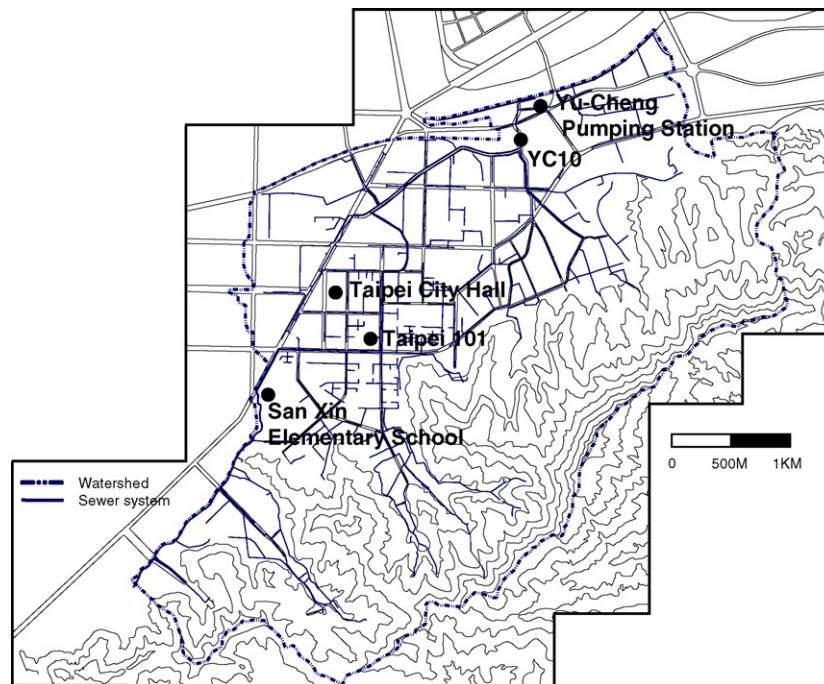 Yu-Cheng
Pumping Station
YC10
Taipei City Hall
Taipei 101
San Xin
Elementary School
Watershed
Sewer system
0 500M 1KM